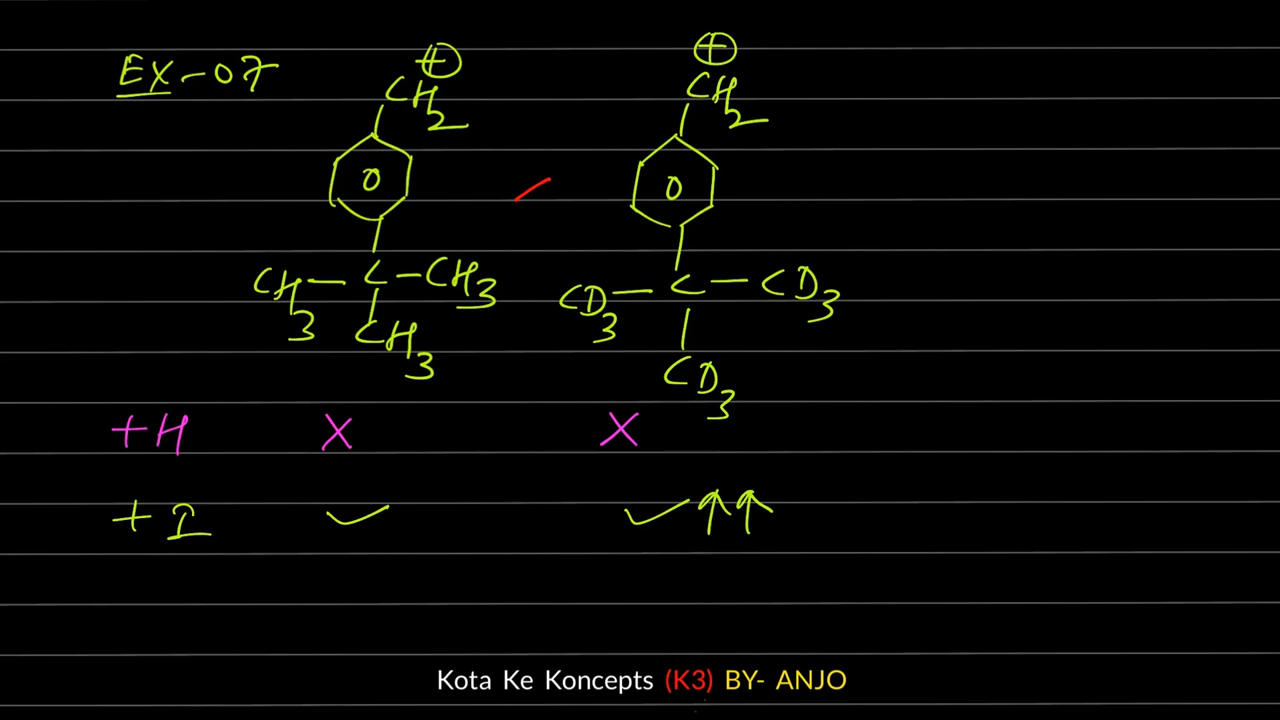 EX-07
⊕ ⊕
CH2 CH2
CH3-C-CH3 CD3-C-CD3
CH3 CD3
+H X X
+I ✓ ✓↑↑
Kota Ke Koncepts (K3) BY- ANJO